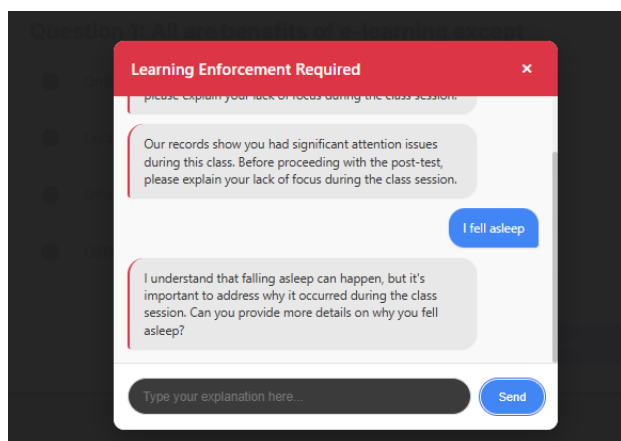 Question 1: All are benefits of e-learning except
Learning Enforcement Required
×
please explain your lack of focus during the class session.
Our records show you had significant attention issues
during this class. Before proceeding with the post-test,
please explain your lack of focus during the class session.
I fell asleep
I understand that falling asleep can happen, but it's
important to address why it occurred during the class
session. Can you provide more details on why you fell
asleep?
Type your explanation here...
Send